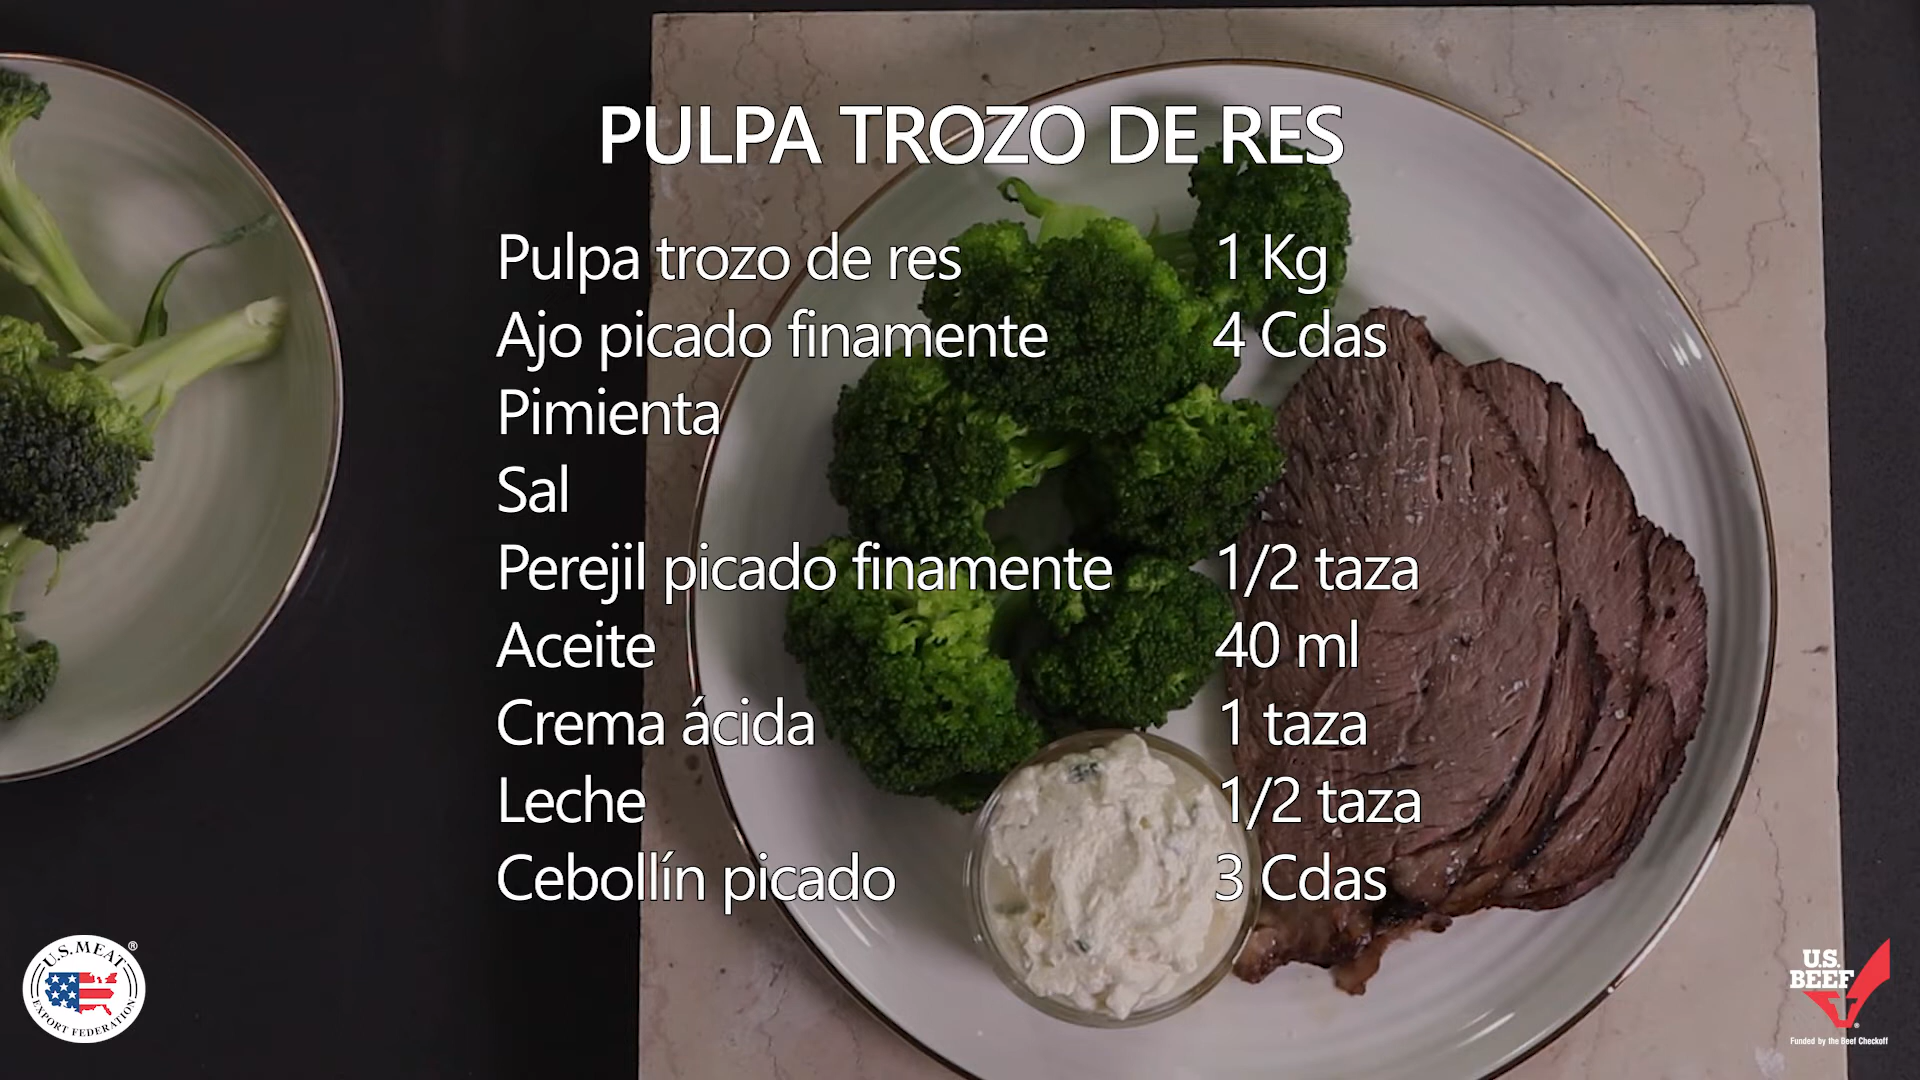 PULPA TROZO DE RES
Pulpa trozo de res 1 Kg
Ajo picado finamente 4 Cdas
Pimienta
Sal
Perejil picado finamente 1/2 taza
Aceite 40 ml
Crema ácida 1 taza
Leche 1/2 taza
Cebollín picado 3 Cdas
U.S. MEAT ®
EXPORT FEDERATION
U.S.
BEEF
Funded by the Beef Checkoff